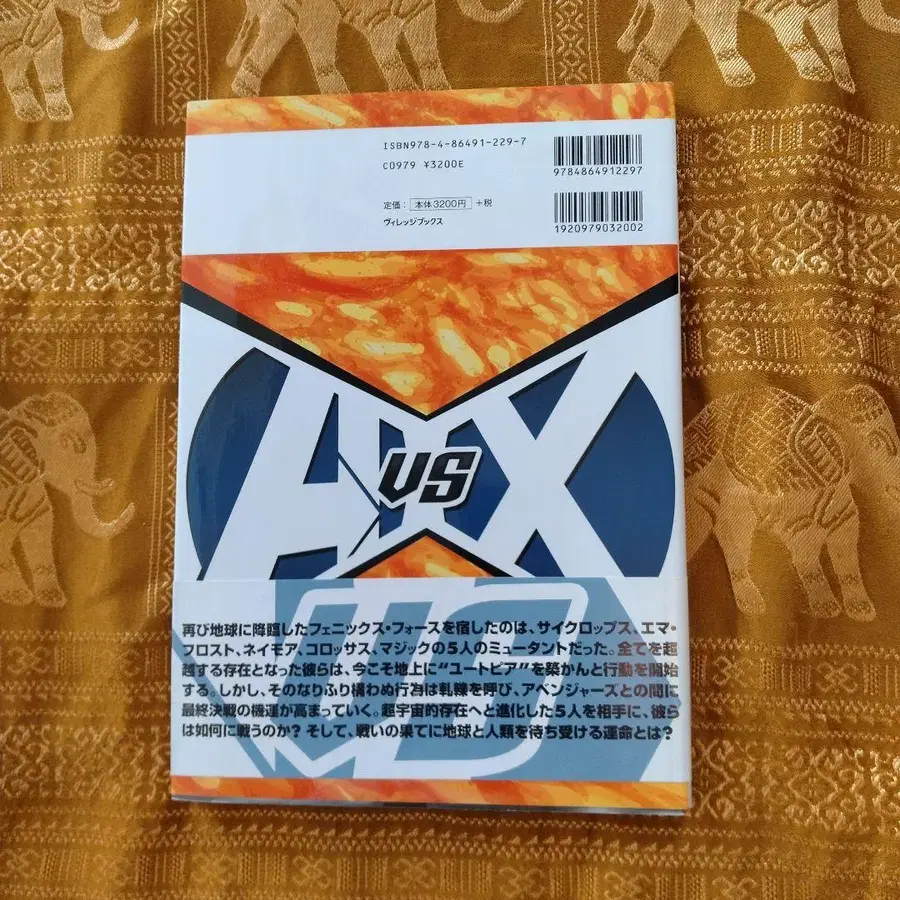 ISBN978-4-86491-229-7
C0979 ¥3200E
9784864912297
定価：本体3200円+税
ヴィレッジブックス
1920979032002
A VS X
VS
再び地球に降臨したフェニックス・フォースを宿したのは、サイクロップス、エマ・
フロスト、ネイモア、コロッサス、マジックの5人のミュータントだった。全てを超
越する存在となった彼らは、今こそ地上に“ユートピア”を築かんと行動を開始
する。しかし、そのなりふり構わぬ行為は軋轢を呼び、アベンジャーズとの間に
最終決戦の機運が高まっていく。超宇宙的存在へと進化した5人を相手に、彼ら
は如何に戦うのか？そして、戦いの果てに地球と人類を待ち受ける運命とは？